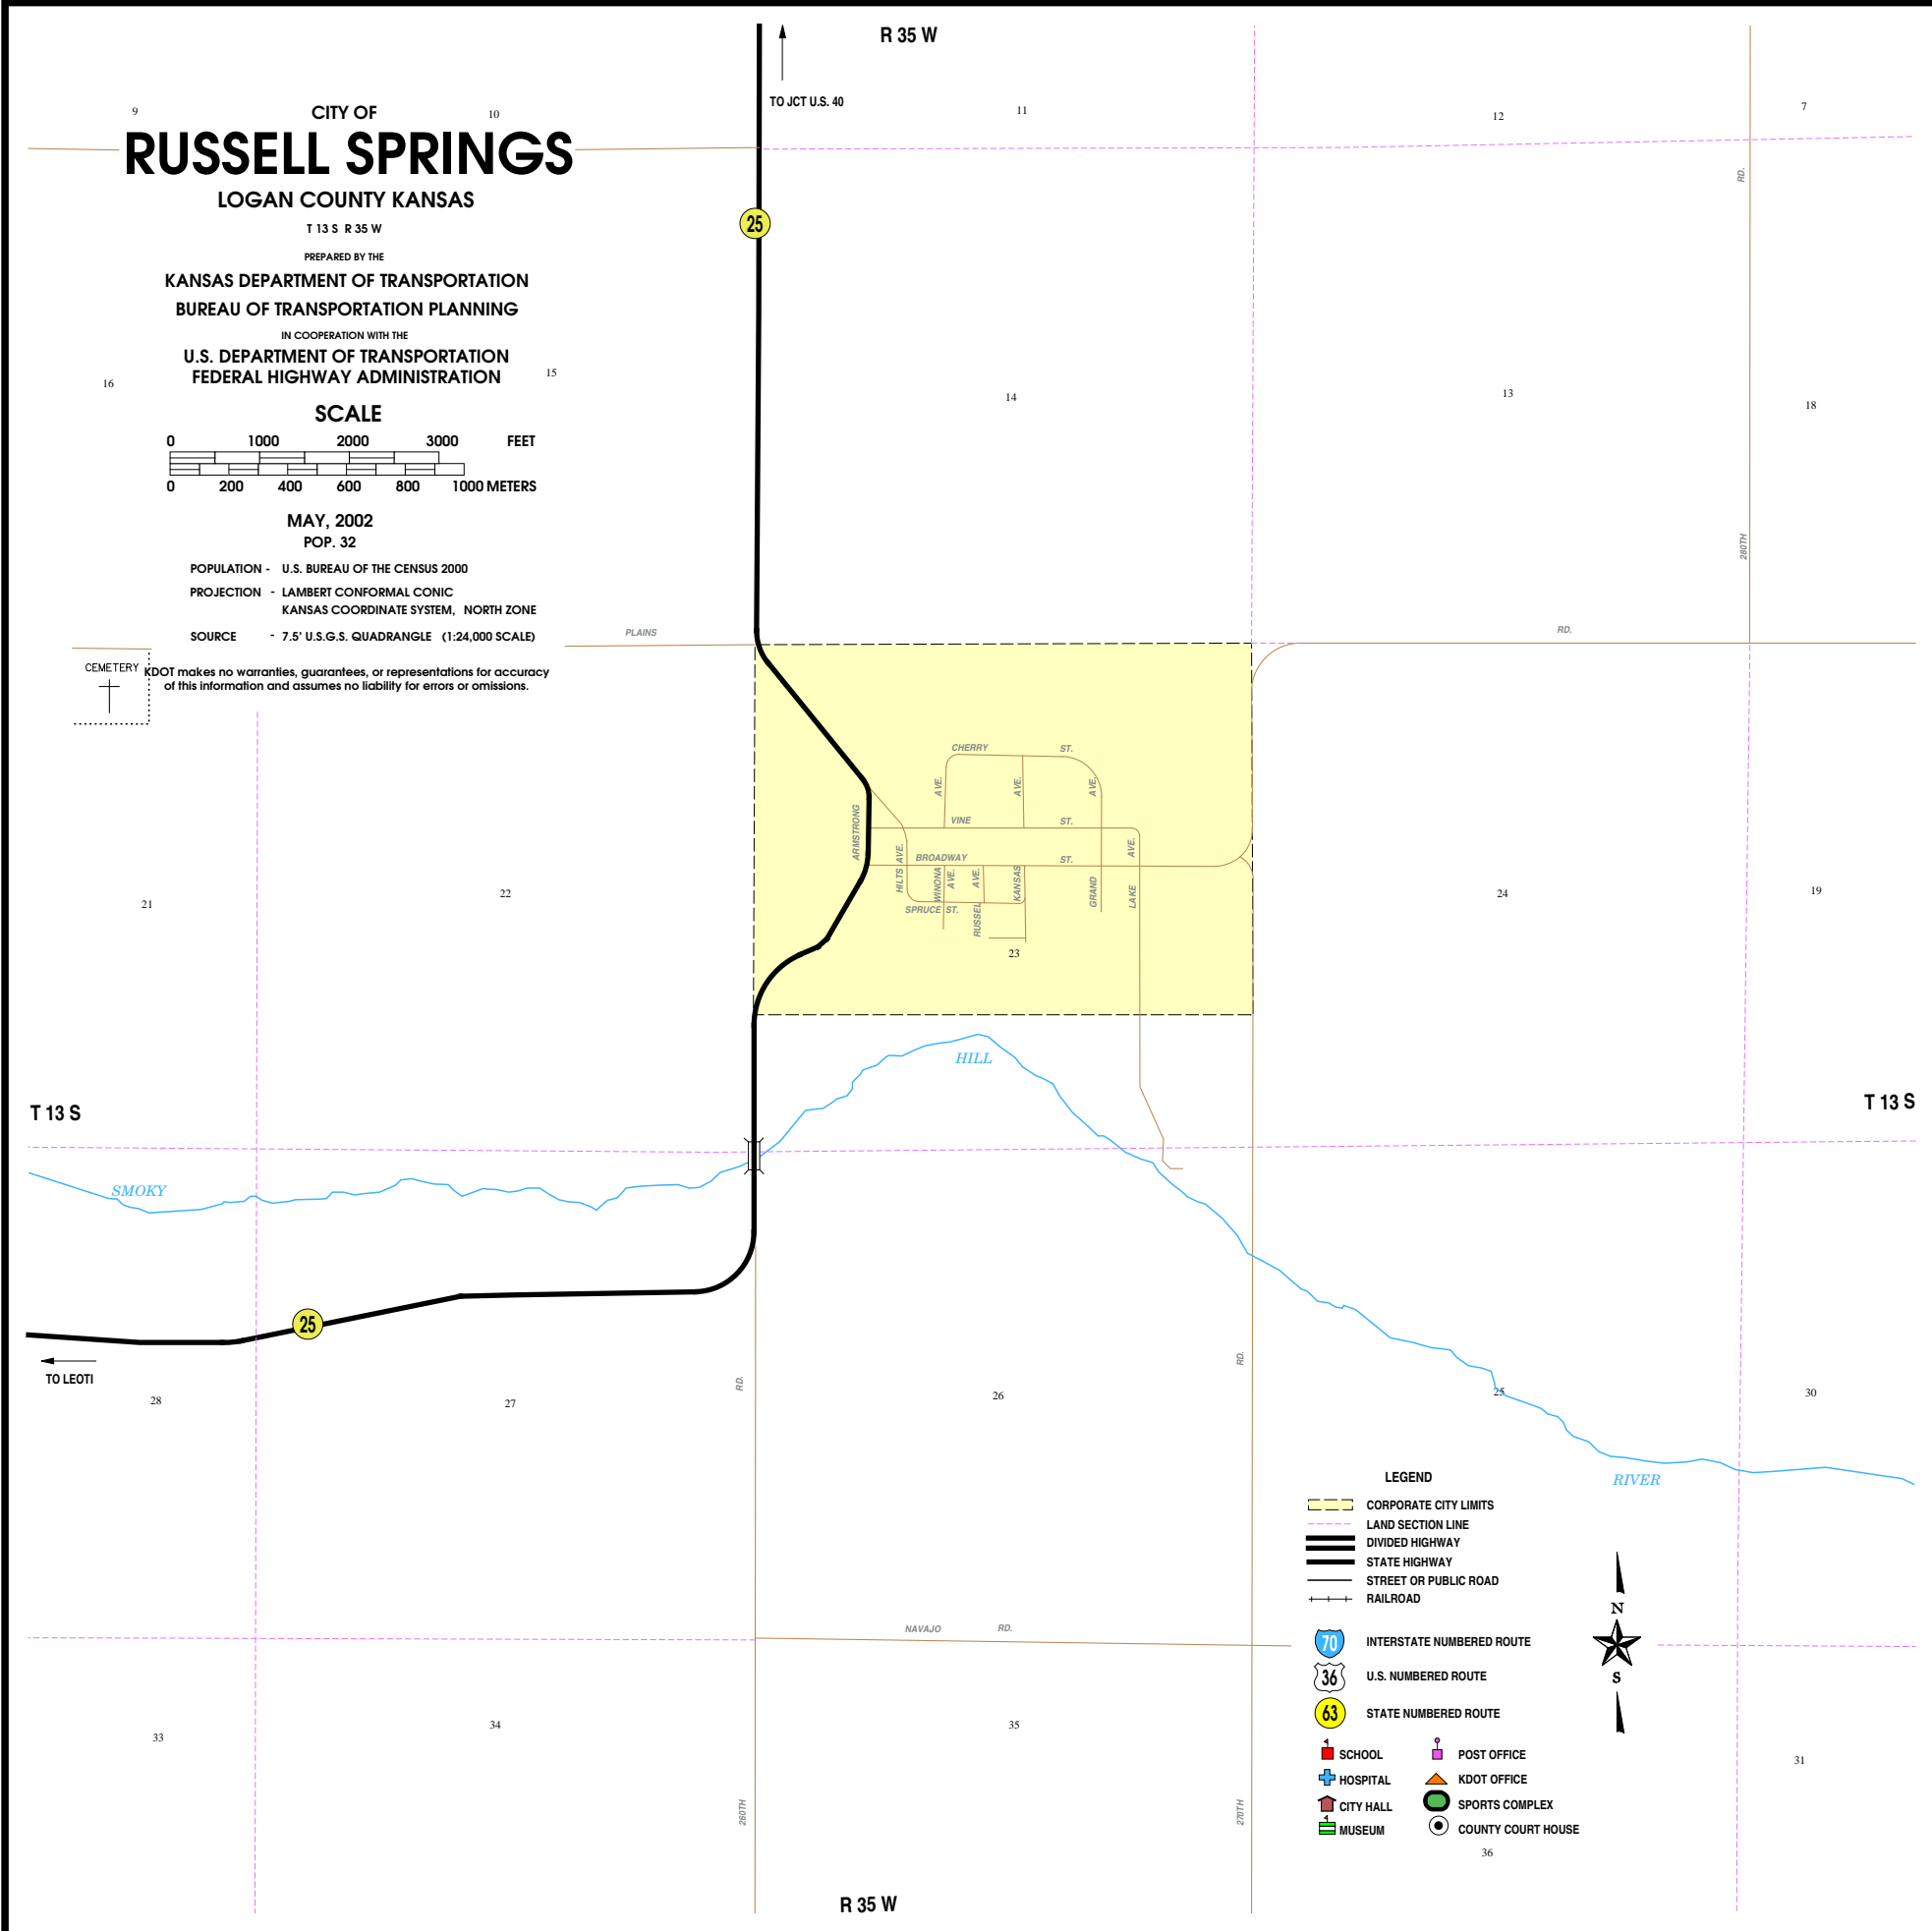 R 35 W
TO JCT U.S. 40
9
10
11
12
7
CITY OF
RUSSELL SPRINGS
LOGAN COUNTY KANSAS
T 13 S R 35 W
PREPARED BY THE
KANSAS DEPARTMENT OF TRANSPORTATION
BUREAU OF TRANSPORTATION PLANNING
IN COOPERATION WITH THE
U.S. DEPARTMENT OF TRANSPORTATION
FEDERAL HIGHWAY ADMINISTRATION
25
RD.
280TH
16
15
14
13
18
SCALE
0 1000 2000 3000 FEET
0 200 400 600 800 1000 METERS
MAY, 2002
POP. 32
POPULATION - U.S. BUREAU OF THE CENSUS 2000
PROJECTION - LAMBERT CONFORMAL CONIC
KANSAS COORDINATE SYSTEM, NORTH ZONE
SOURCE - 7.5' U.S.G.S. QUADRANGLE (1:24,000 SCALE)
KDOT makes no warranties, guarantees, or representations for accuracy
of this information and assumes no liability for errors or omissions.
CEMETERY
PLAINS
RD.
CHERRY ST.
AVE.
AVE.
AVE.
VINE ST.
ARMSTRONG
BROADWAY ST.
HILTS AVE.
WINONA
AVE.
RUSSEL
AVE.
KANSAS
GRAND
LAKE
AVE.
SPRUCE ST.
21
22
23
24
19
HILL
T 13 S
T 13 S
SMOKY
25
TO LEOTI
28
27
RD.
26
RD.
25
30
RIVER
NAVAJO RD.
33
34
35
31
36
260TH
270TH
LEGEND
CORPORATE CITY LIMITS
LAND SECTION LINE
DIVIDED HIGHWAY
STATE HIGHWAY
STREET OR PUBLIC ROAD
RAILROAD
70 INTERSTATE NUMBERED ROUTE
36 U.S. NUMBERED ROUTE
63 STATE NUMBERED ROUTE
SCHOOL
POST OFFICE
HOSPITAL
KDOT OFFICE
CITY HALL
SPORTS COMPLEX
MUSEUM
COUNTY COURT HOUSE
N
S
R 35 W